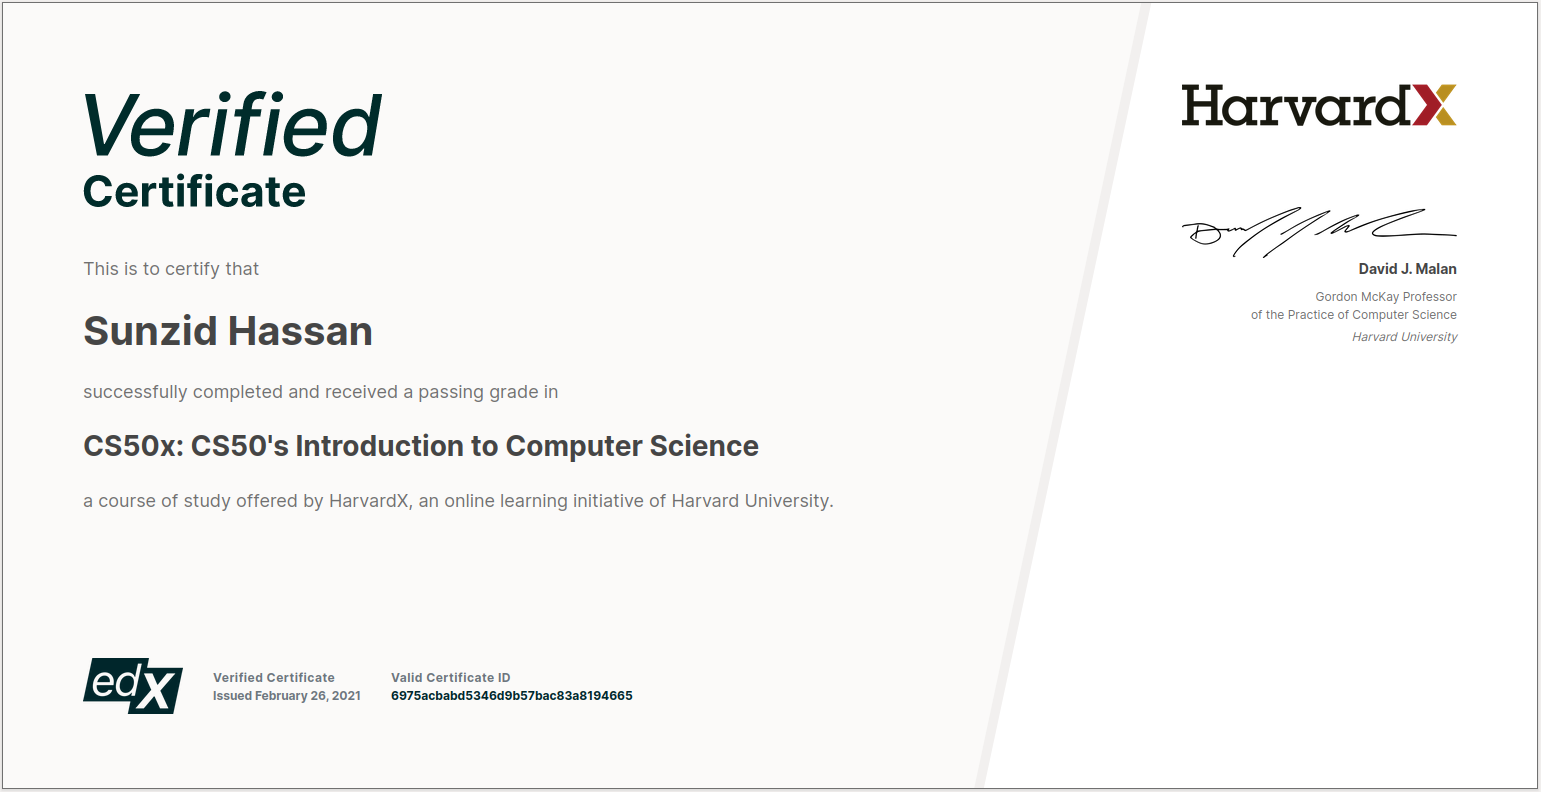 Verified
Certificate
This is to certify that
Sunzid Hassan
successfully completed and received a passing grade in
CS50x: CS50's Introduction to Computer Science
a course of study offered by HarvardX, an online learning initiative of Harvard University.
edX
Verified Certificate
Issued February 26, 2021
Valid Certificate ID
6975acbabd5346d9b57bac83a8194665
HarvardX
David J. Malan
Gordon McKay Professor
of the Practice of Computer Science
Harvard University